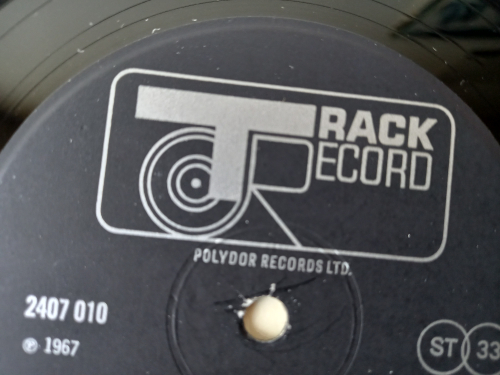 TRACK
RECORD
POLYDOR RECORDS LTD.
2407 010
℗ 1967
ST 33